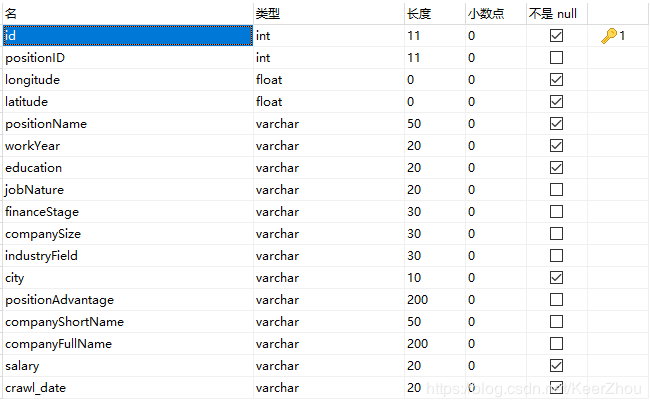 名 类型 长度 小数点 不是 null
id int 11 0 1
positionID int 11 0
longitude float 0 0
latitude float 0 0
positionName varchar 50 0
workYear varchar 20 0
education varchar 20 0
jobNature varchar 20 0
financeStage varchar 30 0
companySize varchar 30 0
industryField varchar 30 0
city varchar 10 0
positionAdvantage varchar 200 0
companyShortName varchar 50 0
companyFullName varchar 200 0
salary varchar 20 0
crawl_date varchar 20 0
https://blog.csdn.net/KeerZhou